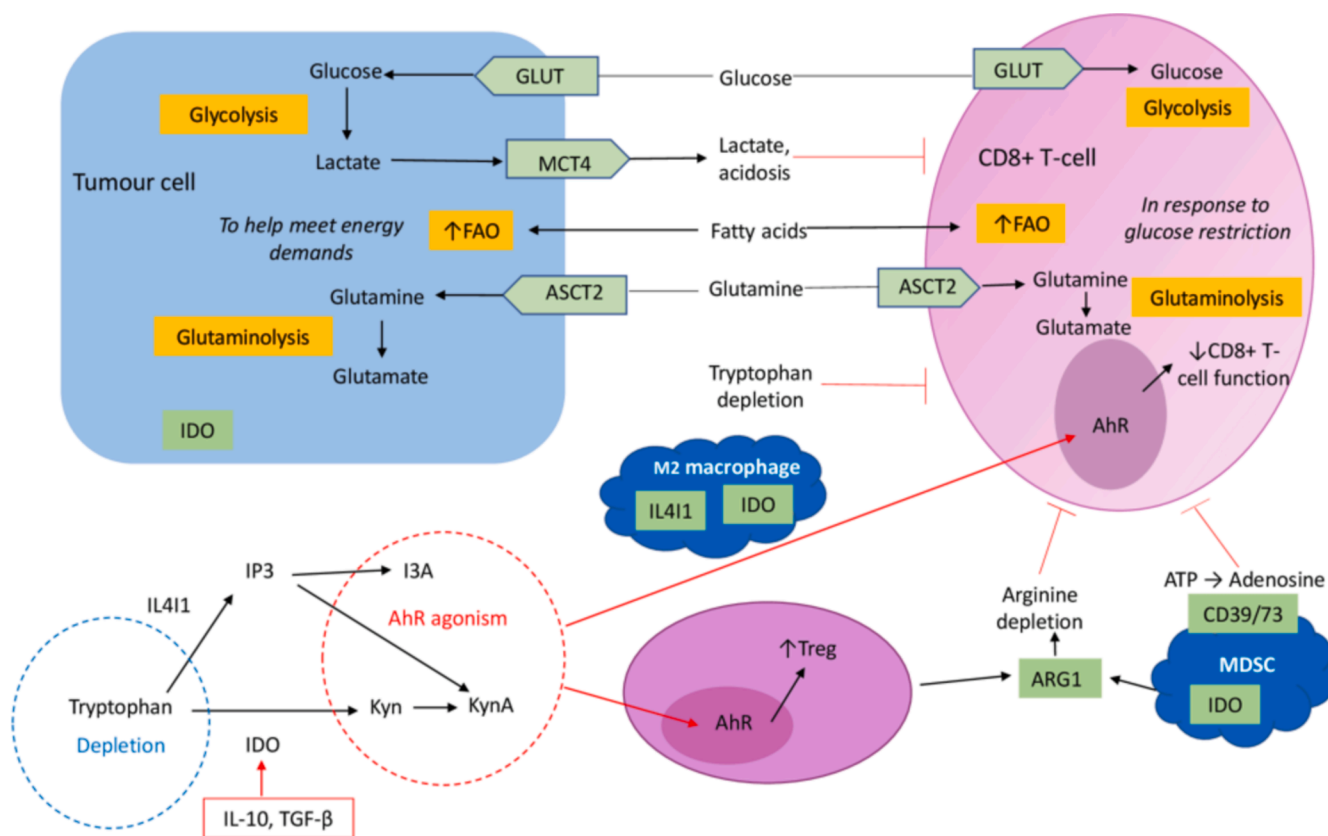 Glucose
GLUT
Glucose
GLUT
Glucose
Glycolysis
Glycolysis
Lactate
MCT4
Lactate,
acidosis
CD8+ T-cell
Tumour cell
To help meet energy
demands
↑FAO
Fatty acids
↑FAO
In response to
glucose restriction
Glutamine
ASCT2
Glutamine
ASCT2
Glutamine
Glutaminolysis
Glutaminolysis
Glutamate
Glutamate
↓CD8+ T-
cell function
Tryptophan
depletion
IDO
AhR
M2 macrophage
IL4I1
IDO
IP3
I3A
IL4I1
AhR agonism
ATP → Adenosine
Arginine
depletion
CD39/73
↑Treg
MDSC
ARG1
IDO
Tryptophan
Kyn
KynA
AhR
Depletion
IDO
IL-10, TGF-β